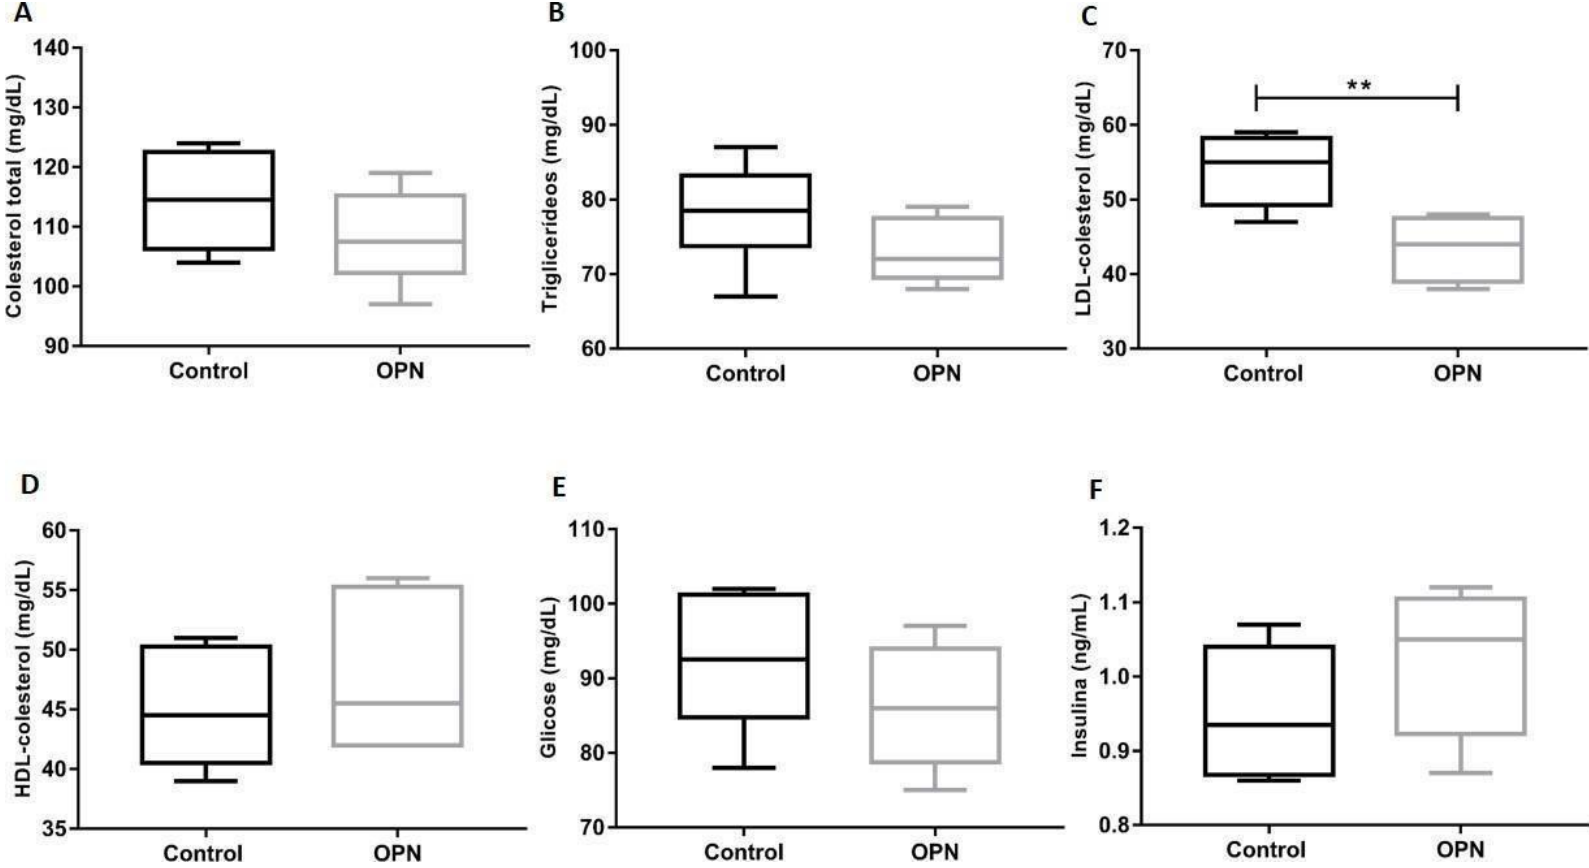 A
Colesterol total (mg/dL)
140
130
120
110
100
90
Control OPN
B
Triglicerídeos (mg/dL)
100
90
80
70
60
Control OPN
C
LDL-colesterol (mg/dL)
70
60
50
40
30
**
Control OPN
D
HDL-colesterol (mg/dL)
60
55
50
45
40
35
Control OPN
E
Glicose (mg/dL)
110
100
90
80
70
Control OPN
F
Insulina (ng/mL)
1.2
1.1
1.0
0.9
0.8
Control OPN